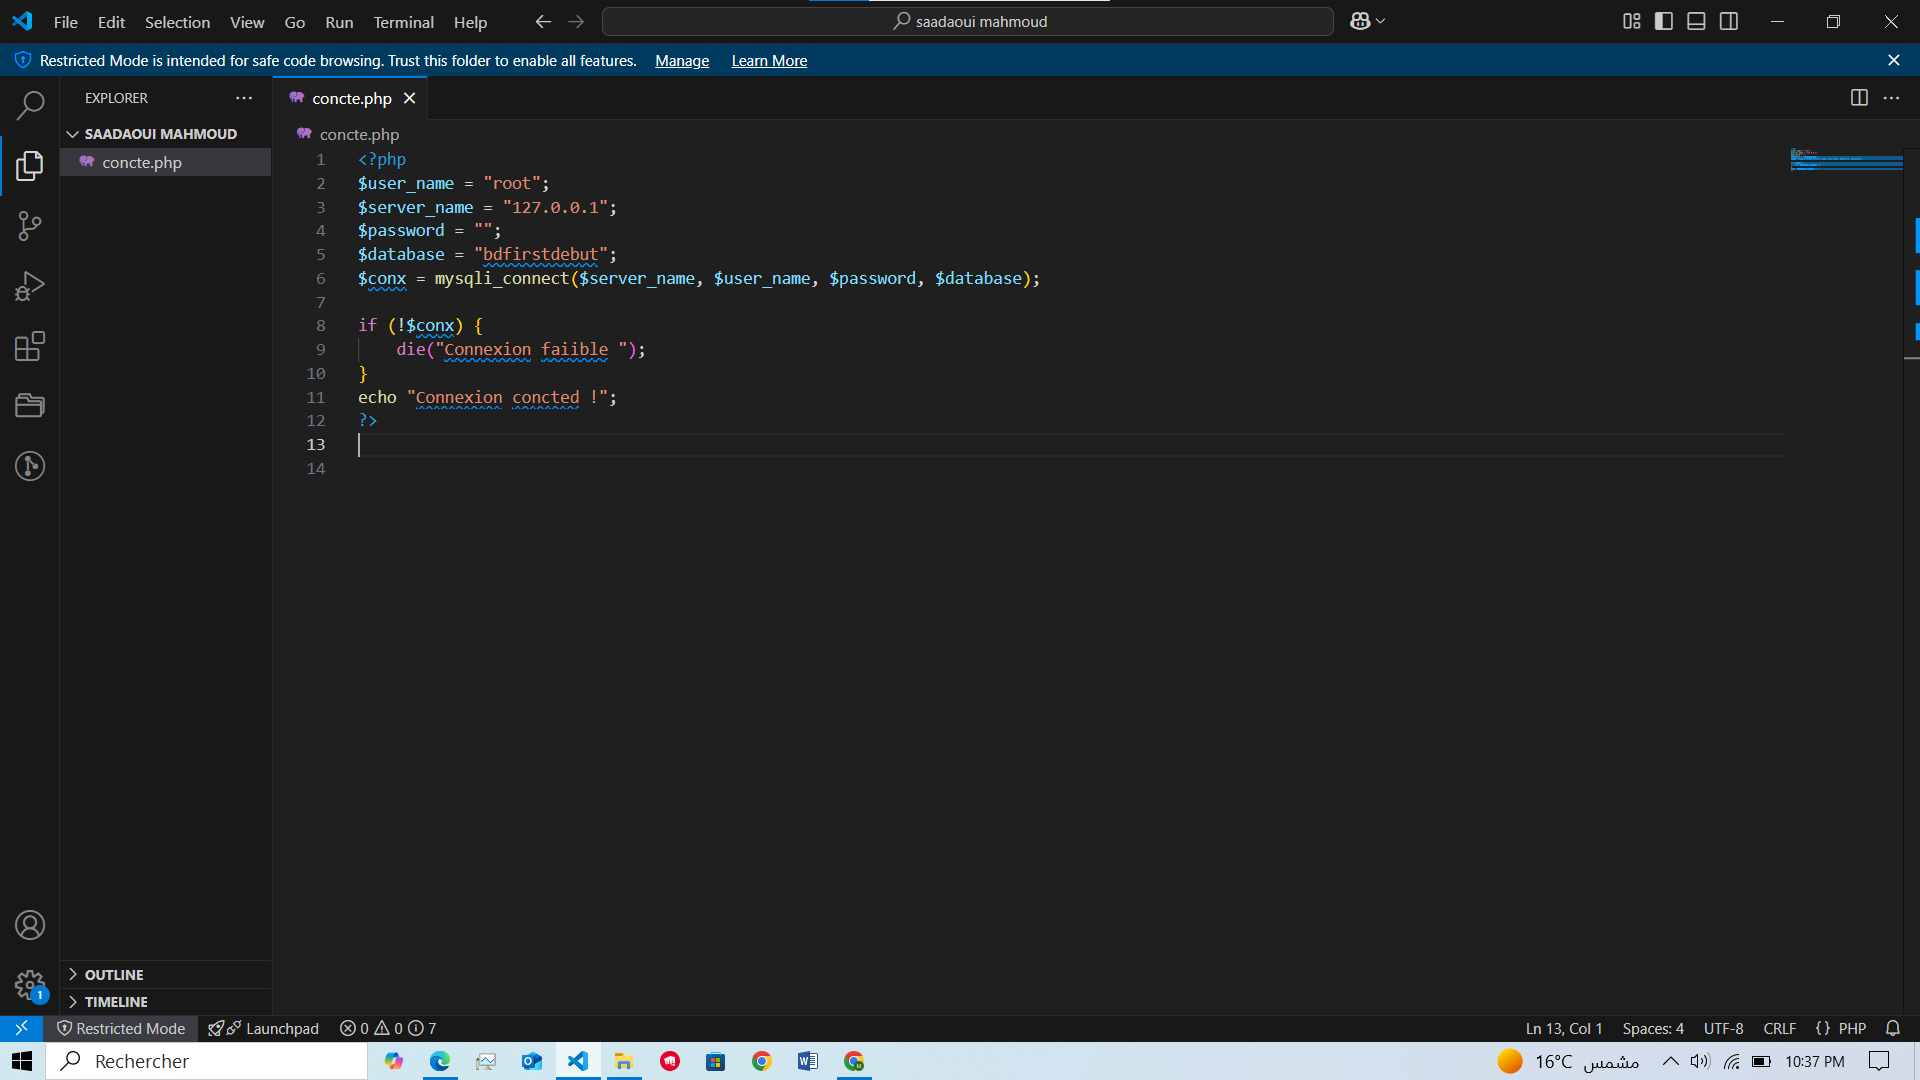 File Edit Selection View Go Run Terminal Help
saadaoui mahmoud
Restricted Mode is intended for safe code browsing. Trust this folder to enable all features. Manage Learn More
EXPLORER
SAADAOUI MAHMOUD
concte.php
OUTLINE
TIMELINE
concte.php
concte.php
1 <?php
2 $user_name = "root";
3 $server_name = "127.0.0.1";
4 $password = "";
5 $database = "bdfirstdebut";
6 $conx = mysqli_connect($server_name, $user_name, $password, $database);
7
8 if (!$conx) {
9 die("Connexion faiible ");
10 }
11 echo "Connexion concted !";
12 ?>
13
14
1
Restricted Mode Launchpad 0 0 7 Ln 13, Col 1 Spaces: 4 UTF-8 CRLF {} PHP
Rechercher 16°C مشمس 10:37 PM